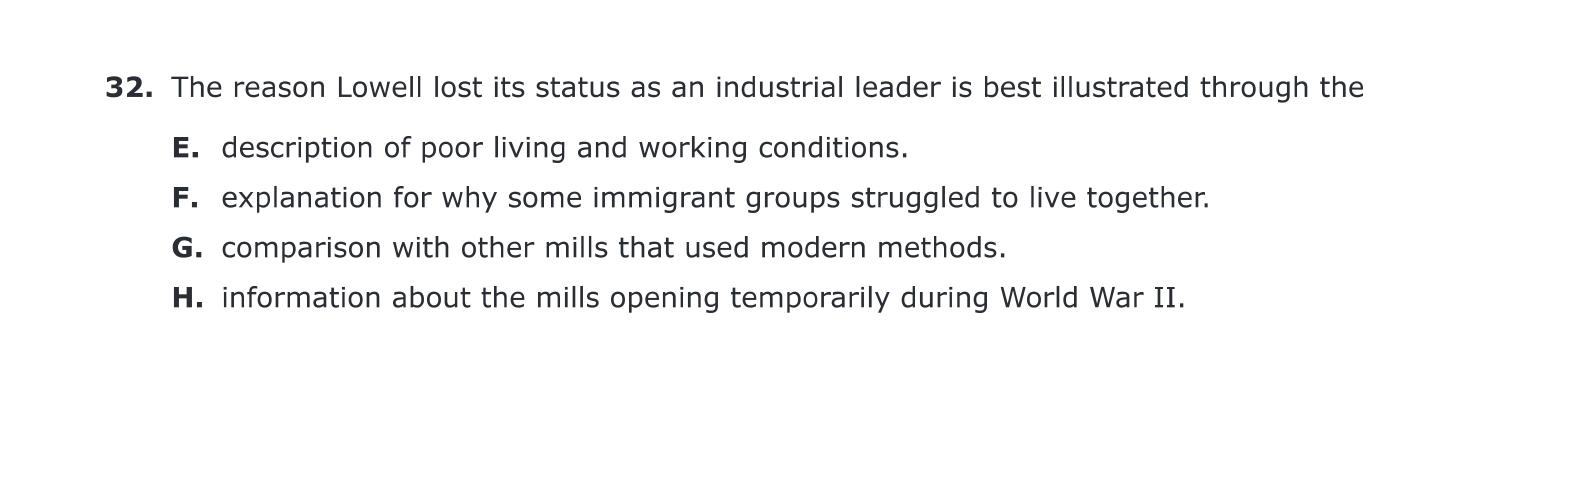 32. The reason Lowell lost its status as an industrial leader is best illustrated through the
E. description of poor living and working conditions.
F. explanation for why some immigrant groups struggled to live together.
G. comparison with other mills that used modern methods.
H. information about the mills opening temporarily during World War II.